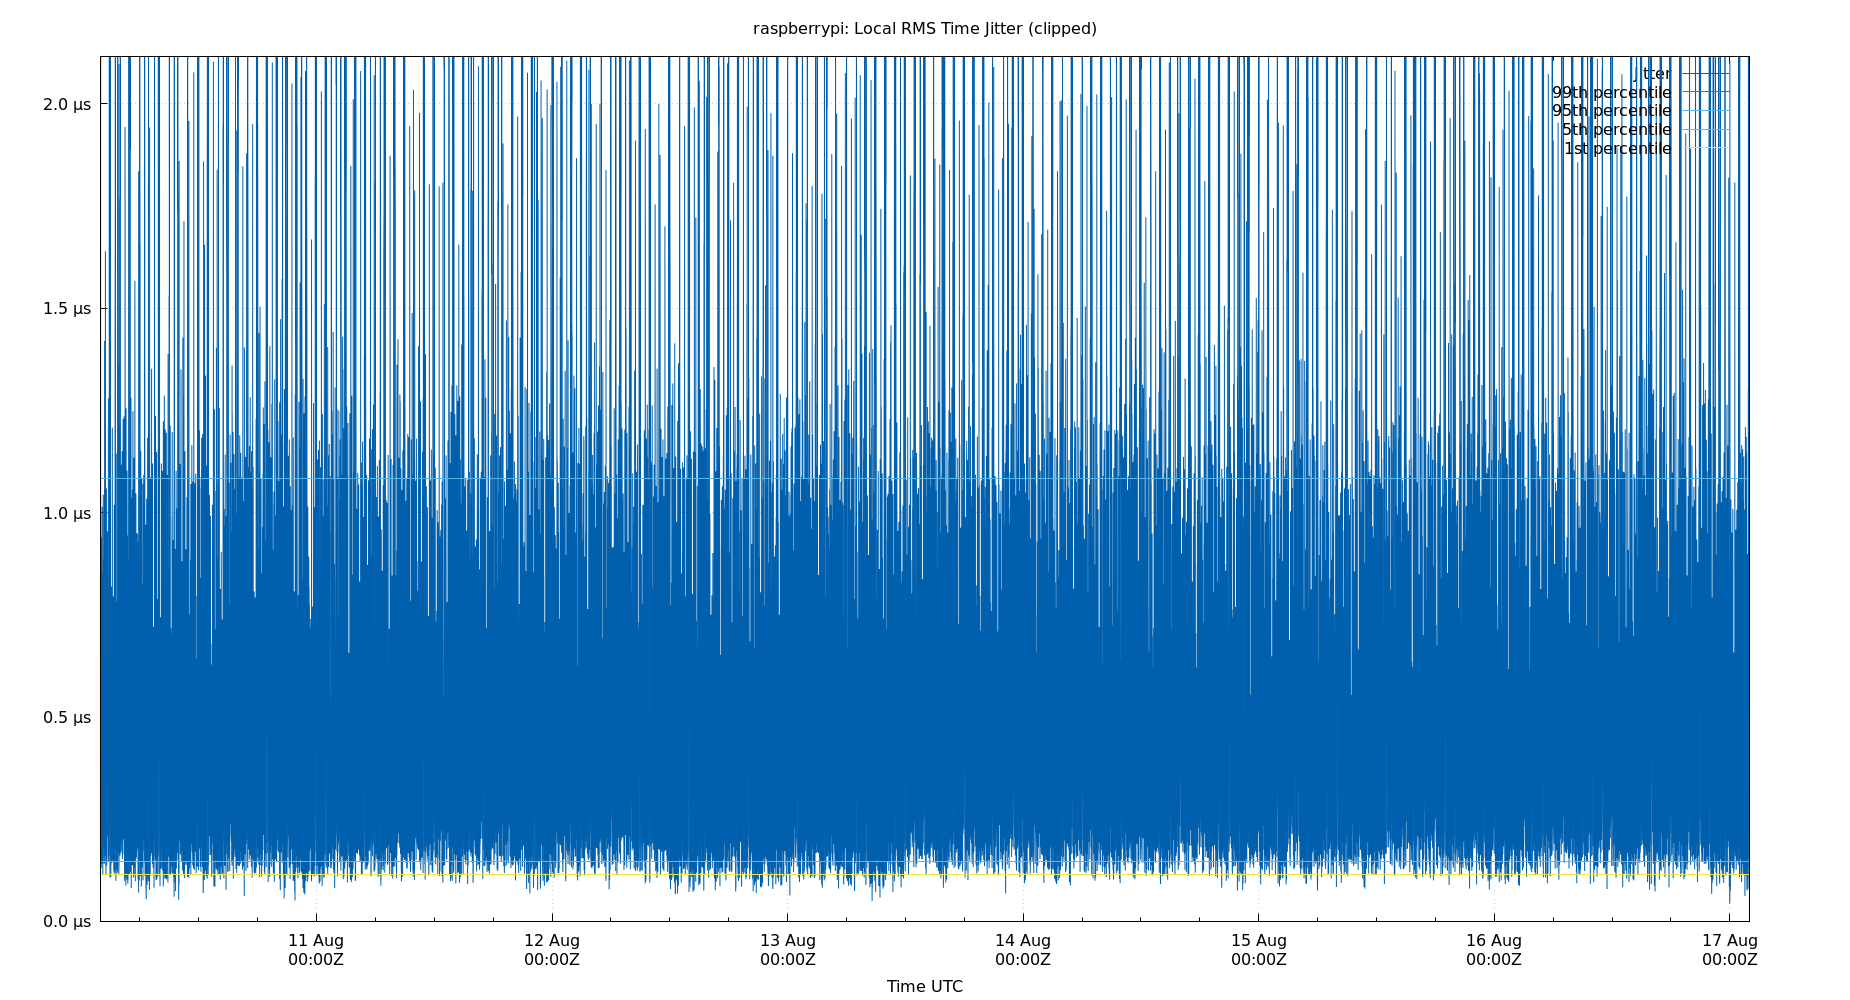 raspberrypi: Local RMS Time Jitter (clipped)
jitter
99th percentile
95th percentile
5th percentile
1st percentile
2.0 μs
1.5 μs
1.0 μs
0.5 μs
0.0 μs
11 Aug 12 Aug 13 Aug 14 Aug 15 Aug 16 Aug 17 Aug
00:00Z 00:00Z 00:00Z 00:00Z 00:00Z 00:00Z 00:00Z
Time UTC